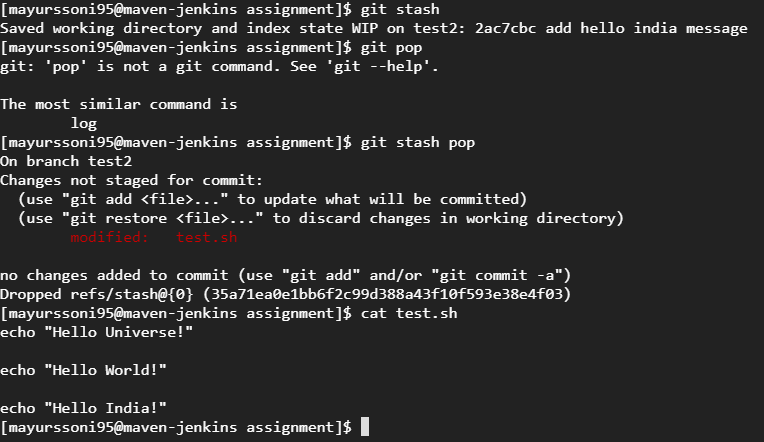 [mayurssoni95@maven-jenkins assignment]$ git stash
Saved working directory and index state WIP on test2: 2ac7cbc add hello india message
[mayurssoni95@maven-jenkins assignment]$ git pop
git: 'pop' is not a git command. See 'git --help'.

The most similar command is
        log
[mayurssoni95@maven-jenkins assignment]$ git stash pop
On branch test2
Changes not staged for commit:
  (use "git add <file>..." to update what will be committed)
  (use "git restore <file>..." to discard changes in working directory)
        modified:   test.sh

no changes added to commit (use "git add" and/or "git commit -a")
Dropped refs/stash@{0} (35a71ea0e1bb6f2c99d388a43f10f593e38e4f03)
[mayurssoni95@maven-jenkins assignment]$ cat test.sh
echo "Hello Universe!"

echo "Hello World!"

echo "Hello India!"
[mayurssoni95@maven-jenkins assignment]$